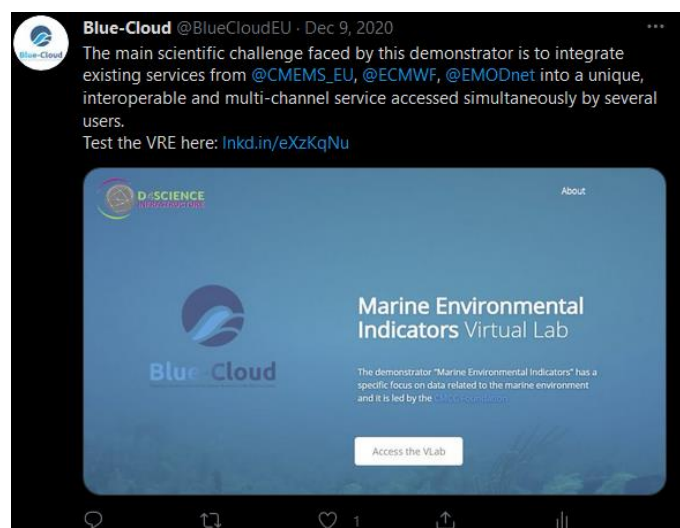 Blue-Cloud @BlueCloudEU · Dec 9, 2020
The main scientific challenge faced by this demonstrator is to integrate
existing services from @CMEMS_EU, @ECMWF, @EMODnet into a unique,
interoperable and multi-channel service accessed simultaneously by several
users.
Test the VRE here: lnkd.in/eXzKqNu
Blue-Cloud
D4SCIENCE
INFRASTRUCTURE
About
Blue-Cloud
Marine Environmental
Indicators Virtual Lab
The demonstrator "Marine Environmental Indicators" has a
specific focus on data related to the marine environment
and it is led by the CMCC Foundation
Access the VLab
1